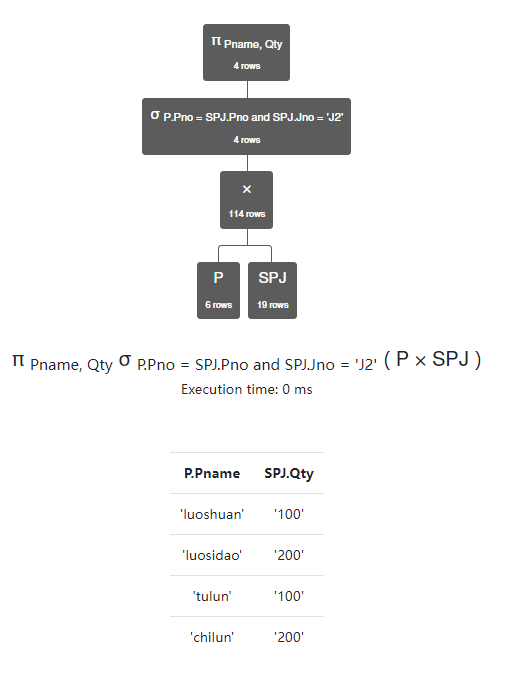 π Pname, Qty
4 rows
σ P.Pno = SPJ.Pno and SPJ.Jno = 'J2'
4 rows
×
114 rows
P SPJ
6 rows 19 rows
π Pname, Qty σ P.Pno = SPJ.Pno and SPJ.Jno = 'J2' ( P × SPJ )
Execution time: 0 ms
P.Pname SPJ.Qty
'luoshuan' '100'
'luosidao' '200'
'tulun' '100'
'chilun' '200'